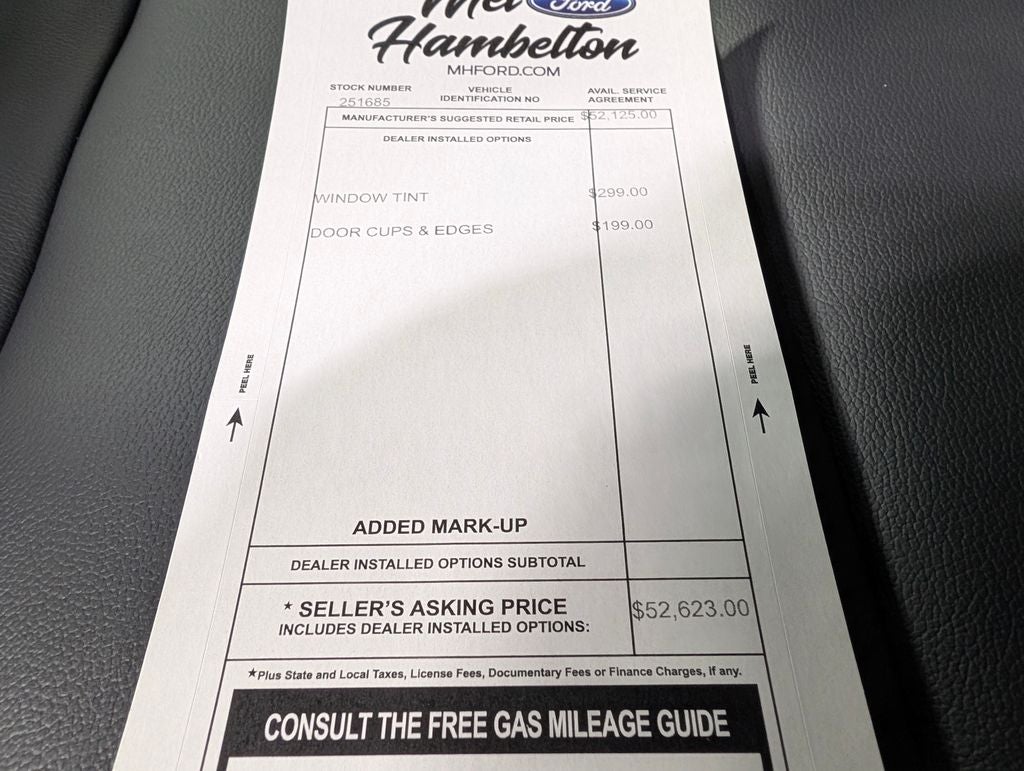 Mel Ford
Hambelton
MHFORD.COM
STOCK NUMBER VEHICLE IDENTIFICATION NO AVAIL. SERVICE AGREEMENT
251685
MANUFACTURER'S SUGGESTED RETAIL PRICE $52,125.00
DEALER INSTALLED OPTIONS
WINDOW TINT $299.00
DOOR CUPS & EDGES $199.00
PEEL HERE
PEEL HERE
ADDED MARK-UP
DEALER INSTALLED OPTIONS SUBTOTAL
* SELLER'S ASKING PRICE $52,623.00
INCLUDES DEALER INSTALLED OPTIONS:
*Plus State and Local Taxes, License Fees, Documentary Fees or Finance Charges, if any.
CONSULT THE FREE GAS MILEAGE GUIDE